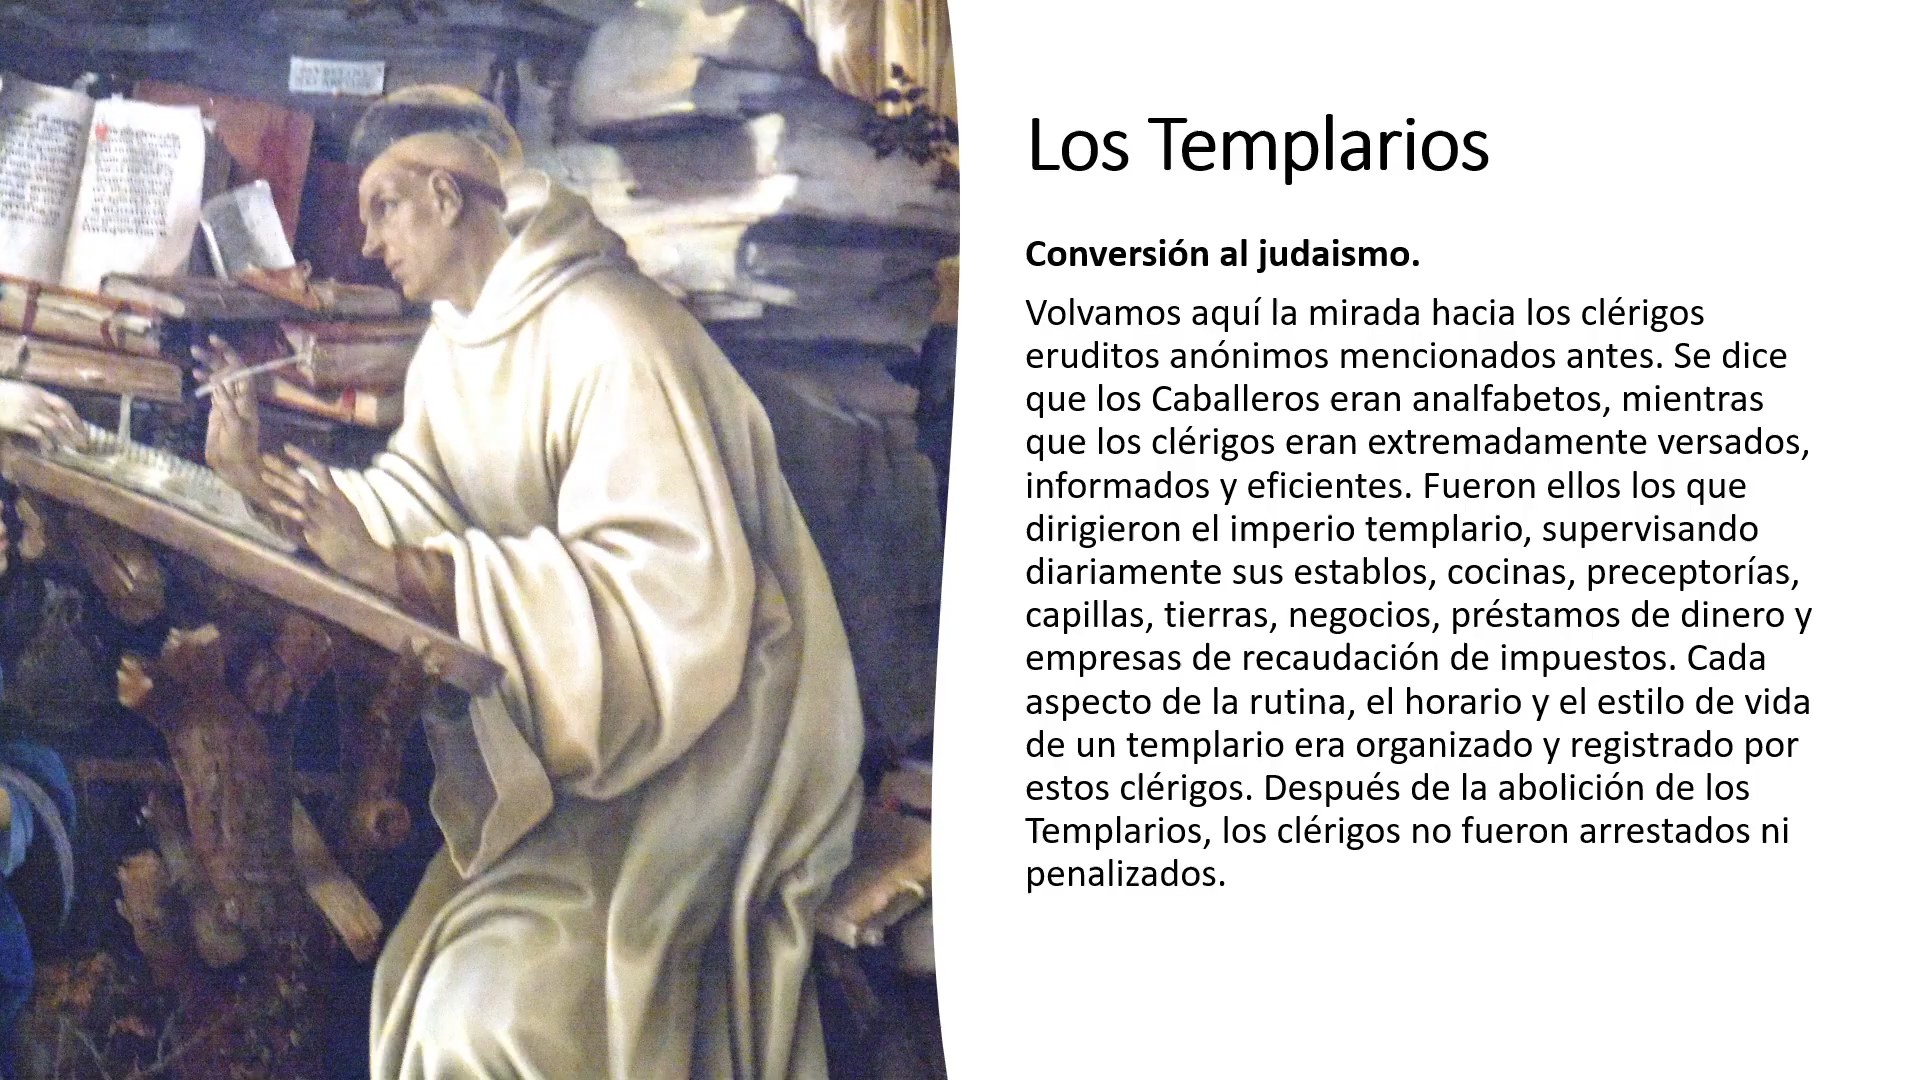 Los Templarios
Conversión al judaismo.
Volvamos aquí la mirada hacia los clérigos
eruditos anónimos mencionados antes. Se dice
que los Caballeros eran analfabetos, mientras
que los clérigos eran extremadamente versados,
informados y eficientes. Fueron ellos los que
dirigieron el imperio templario, supervisando
diariamente sus establos, cocinas, preceptorías,
capillas, tierras, negocios, préstamos de dinero y
empresas de recaudación de impuestos. Cada
aspecto de la rutina, el horario y el estilo de vida
de un templario era organizado y registrado por
estos clérigos. Después de la abolición de los
Templarios, los clérigos no fueron arrestados ni
penalizados.